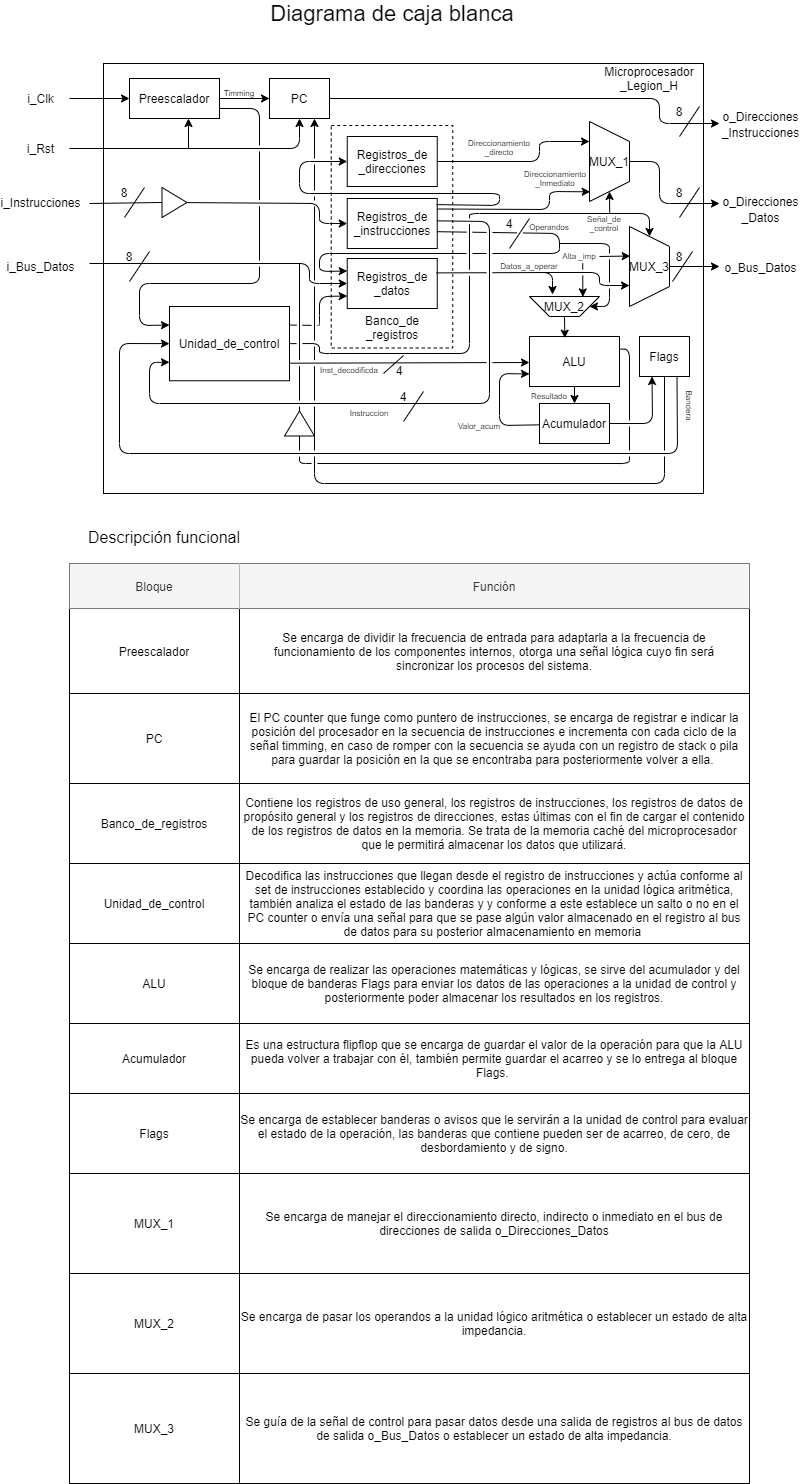 Diagrama de caja blanca
Microprocesador
_Legion_H
i_Clk
Preescalador
Timming
PC
8
o_Direcciones
_Instrucciones
i_Rst
Registros_de
_direcciones
Direccionamiento
_directo
MUX_1
Direccionamiento
_Inmediato
8
i_Instrucciones
8
o_Direcciones
_Datos
Registros_de
_instrucciones
4
Operandos
Señal_de
_control
i_Bus_Datos
8
Registros_de
_datos
Datos_a_operar
Alta_imp
MUX_3
8
o_Bus_Datos
MUX_2
Banco_de
_registros
Unidad_de_control
Inst_decodificda
4
ALU
Flags
Instruccion
4
Resultado
Bandera
Valor_acum
Acumulador
Descripción funcional
Bloque
Función
Preescalador
Se encarga de dividir la frecuencia de entrada para adaptarla a la frecuencia de
funcionamiento de los componentes internos, otorga una señal lógica cuyo fin será
sincronizar los procesos del sistema.
PC
El PC counter que funge como puntero de instrucciones, se encarga de registrar e indicar la
posición del procesador en la secuencia de instrucciones e incrementa con cada ciclo de la
señal timming, en caso de romper con la secuencia se ayuda con un registro de stack o pila
para guardar la posición en la que se encontraba para posteriormente volver a ella.
Banco_de_registros
Contiene los registros de uso general, los registros de instrucciones, los registros de datos de
propósito general y los registros de direcciones, estas últimas con el fin de cargar el contenido
de los registros de datos en la memoria. Se trata de la memoria caché del microprocesador
que le permitirá almacenar los datos que utilizará.
Unidad_de_control
Decodifica las instrucciones que llegan desde el registro de instrucciones y actúa conforme al
set de instrucciones establecido y coordina las operaciones en la unidad lógica aritmética,
también analiza el estado de las banderas y y conforme a este establece un salto o no en el
PC counter o envía una señal para que se pase algún valor almacenado en el registro al bus
de datos para su posterior almacenamiento en memoria
ALU
Se encarga de realizar las operaciones matemáticas y lógicas, se sirve del acumulador y del
bloque de banderas Flags para enviar los datos de las operaciones a la unidad de control y
posteriormente poder almacenar los resultados en los registros.
Acumulador
Es una estructura flipflop que se encarga de guardar el valor de la operación para que la ALU
pueda volver a trabajar con él, también permite guardar el acarreo y se lo entrega al bloque
Flags.
Flags
Se encarga de establecer banderas o avisos que le servirán a la unidad de control para evaluar
el estado de la operación, las banderas que contiene pueden ser de acarreo, de cero, de
desbordamiento y de signo.
MUX_1
Se encarga de manejar el direccionamiento directo, indirecto o inmediato en el bus de
direcciones de salida o_Direcciones_Datos
MUX_2
Se encarga de pasar los operandos a la unidad lógico aritmética o establecer un estado de alta
impedancia.
MUX_3
Se guía de la señal de control para pasar datos desde una salida de registros al bus de datos
de salida o_Bus_Datos o establecer un estado de alta impedancia.